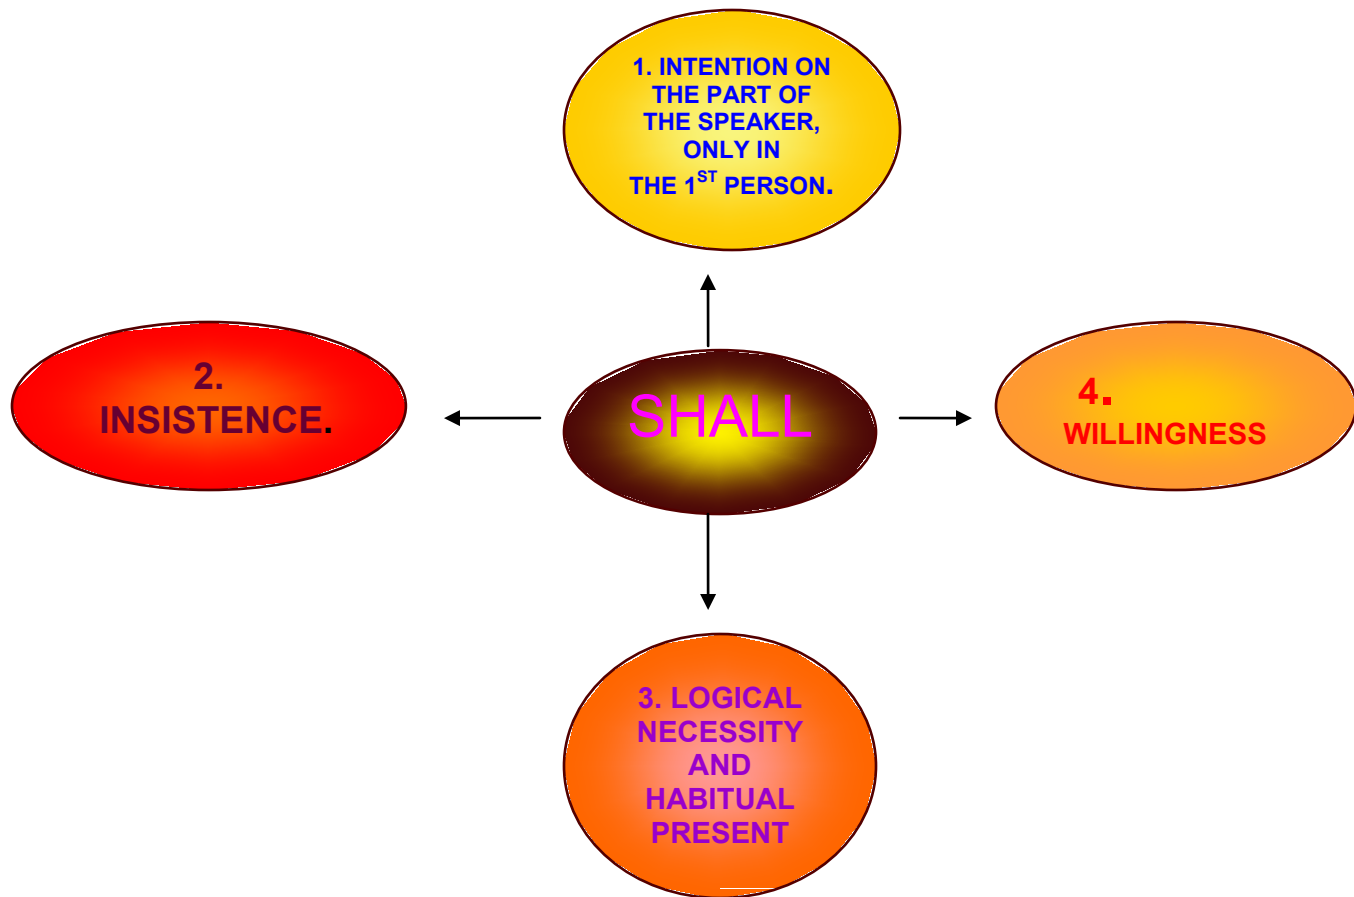 1. INTENTION ON
THE PART OF
THE SPEAKER,
ONLY IN
THE 1ST PERSON.
2.
INSISTENCE.
SHALL
4.
WILLINGNESS
3. LOGICAL
NECESSITY
AND
HABITUAL
PRESENT